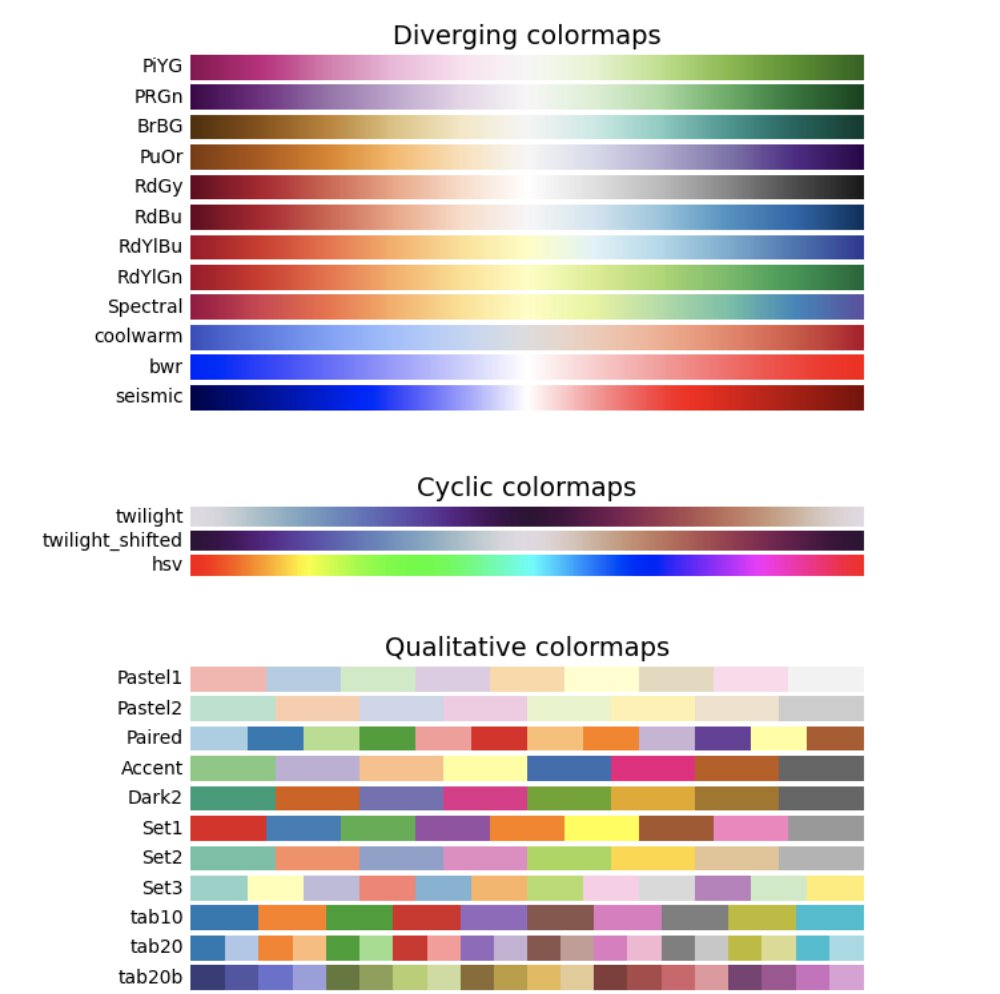 Diverging colormaps
PiYG
PRGn
BrBG
PuOr
RdGy
RdBu
RdYlBu
RdYlGn
Spectral
coolwarm
bwr
seismic
Cyclic colormaps
twilight
twilight_shifted
hsv
Qualitative colormaps
Pastel1
Pastel2
Paired
Accent
Dark2
Set1
Set2
Set3
tab10
tab20
tab20b